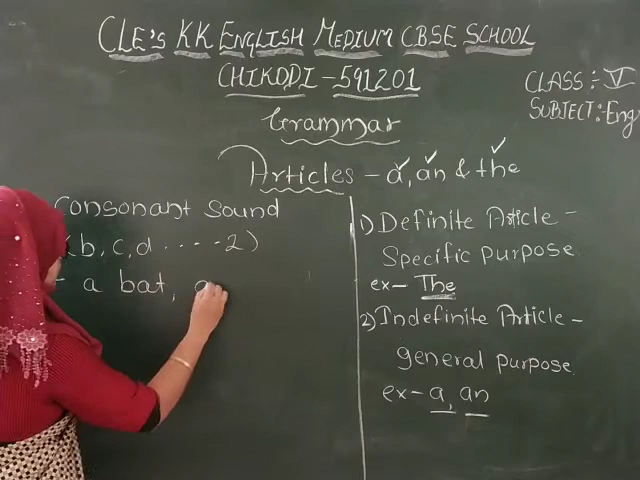 CLE'S KK ENGLISH MEDIUM CBSE SCHOOL
CHIKODI - 591201
CLASS : V
SUBJECT : Eng
Grammar
Articles - a, an & the
Consonant Sound
(b, c, d ····· z)
- a bat, a
1) Definite Article -
Specific purpose
ex - The
2) Indefinite Article -
general purpose
ex - a, an